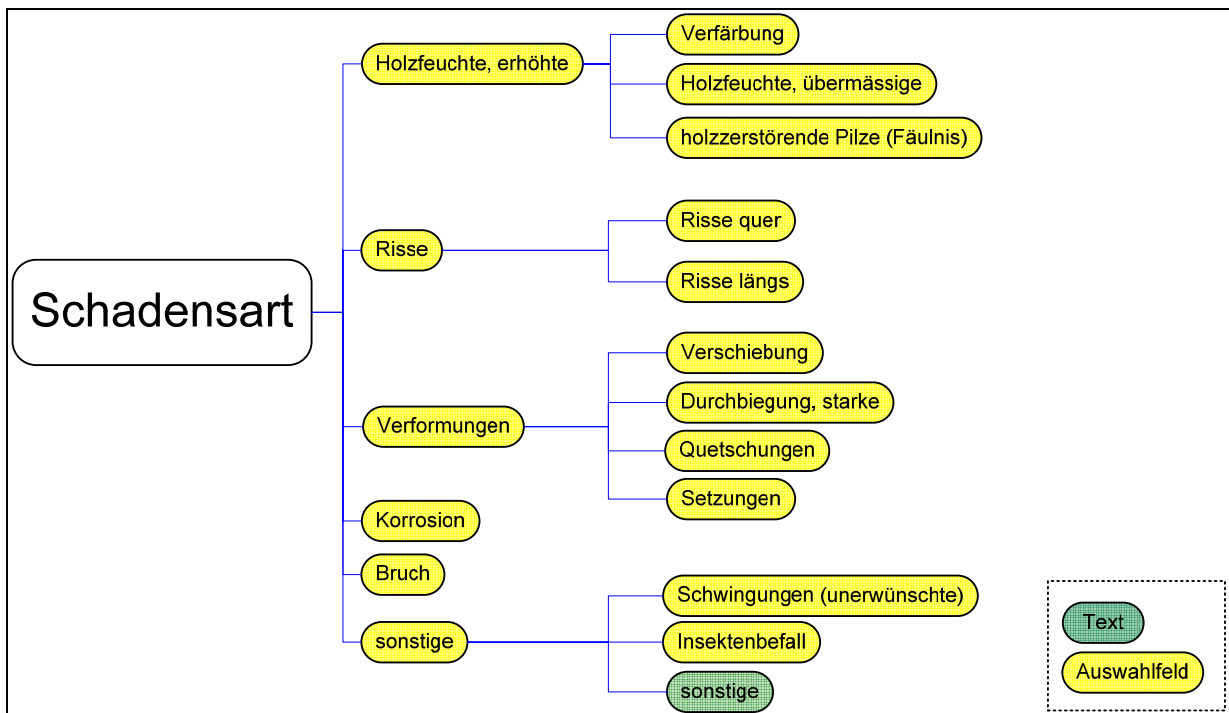 Schadensart
Holzfeuchte, erhöhte
Verfärbung
Holzfeuchte, übermässige
holzzerstörende Pilze (Fäulnis)
Risse
Risse quer
Risse längs
Verformungen
Verschiebung
Durchbiegung, starke
Quetschungen
Setzungen
Korrosion
Bruch
sonstige
Schwingungen (unerwünschte)
Insektenbefall
sonstige
Text
Auswahlfeld